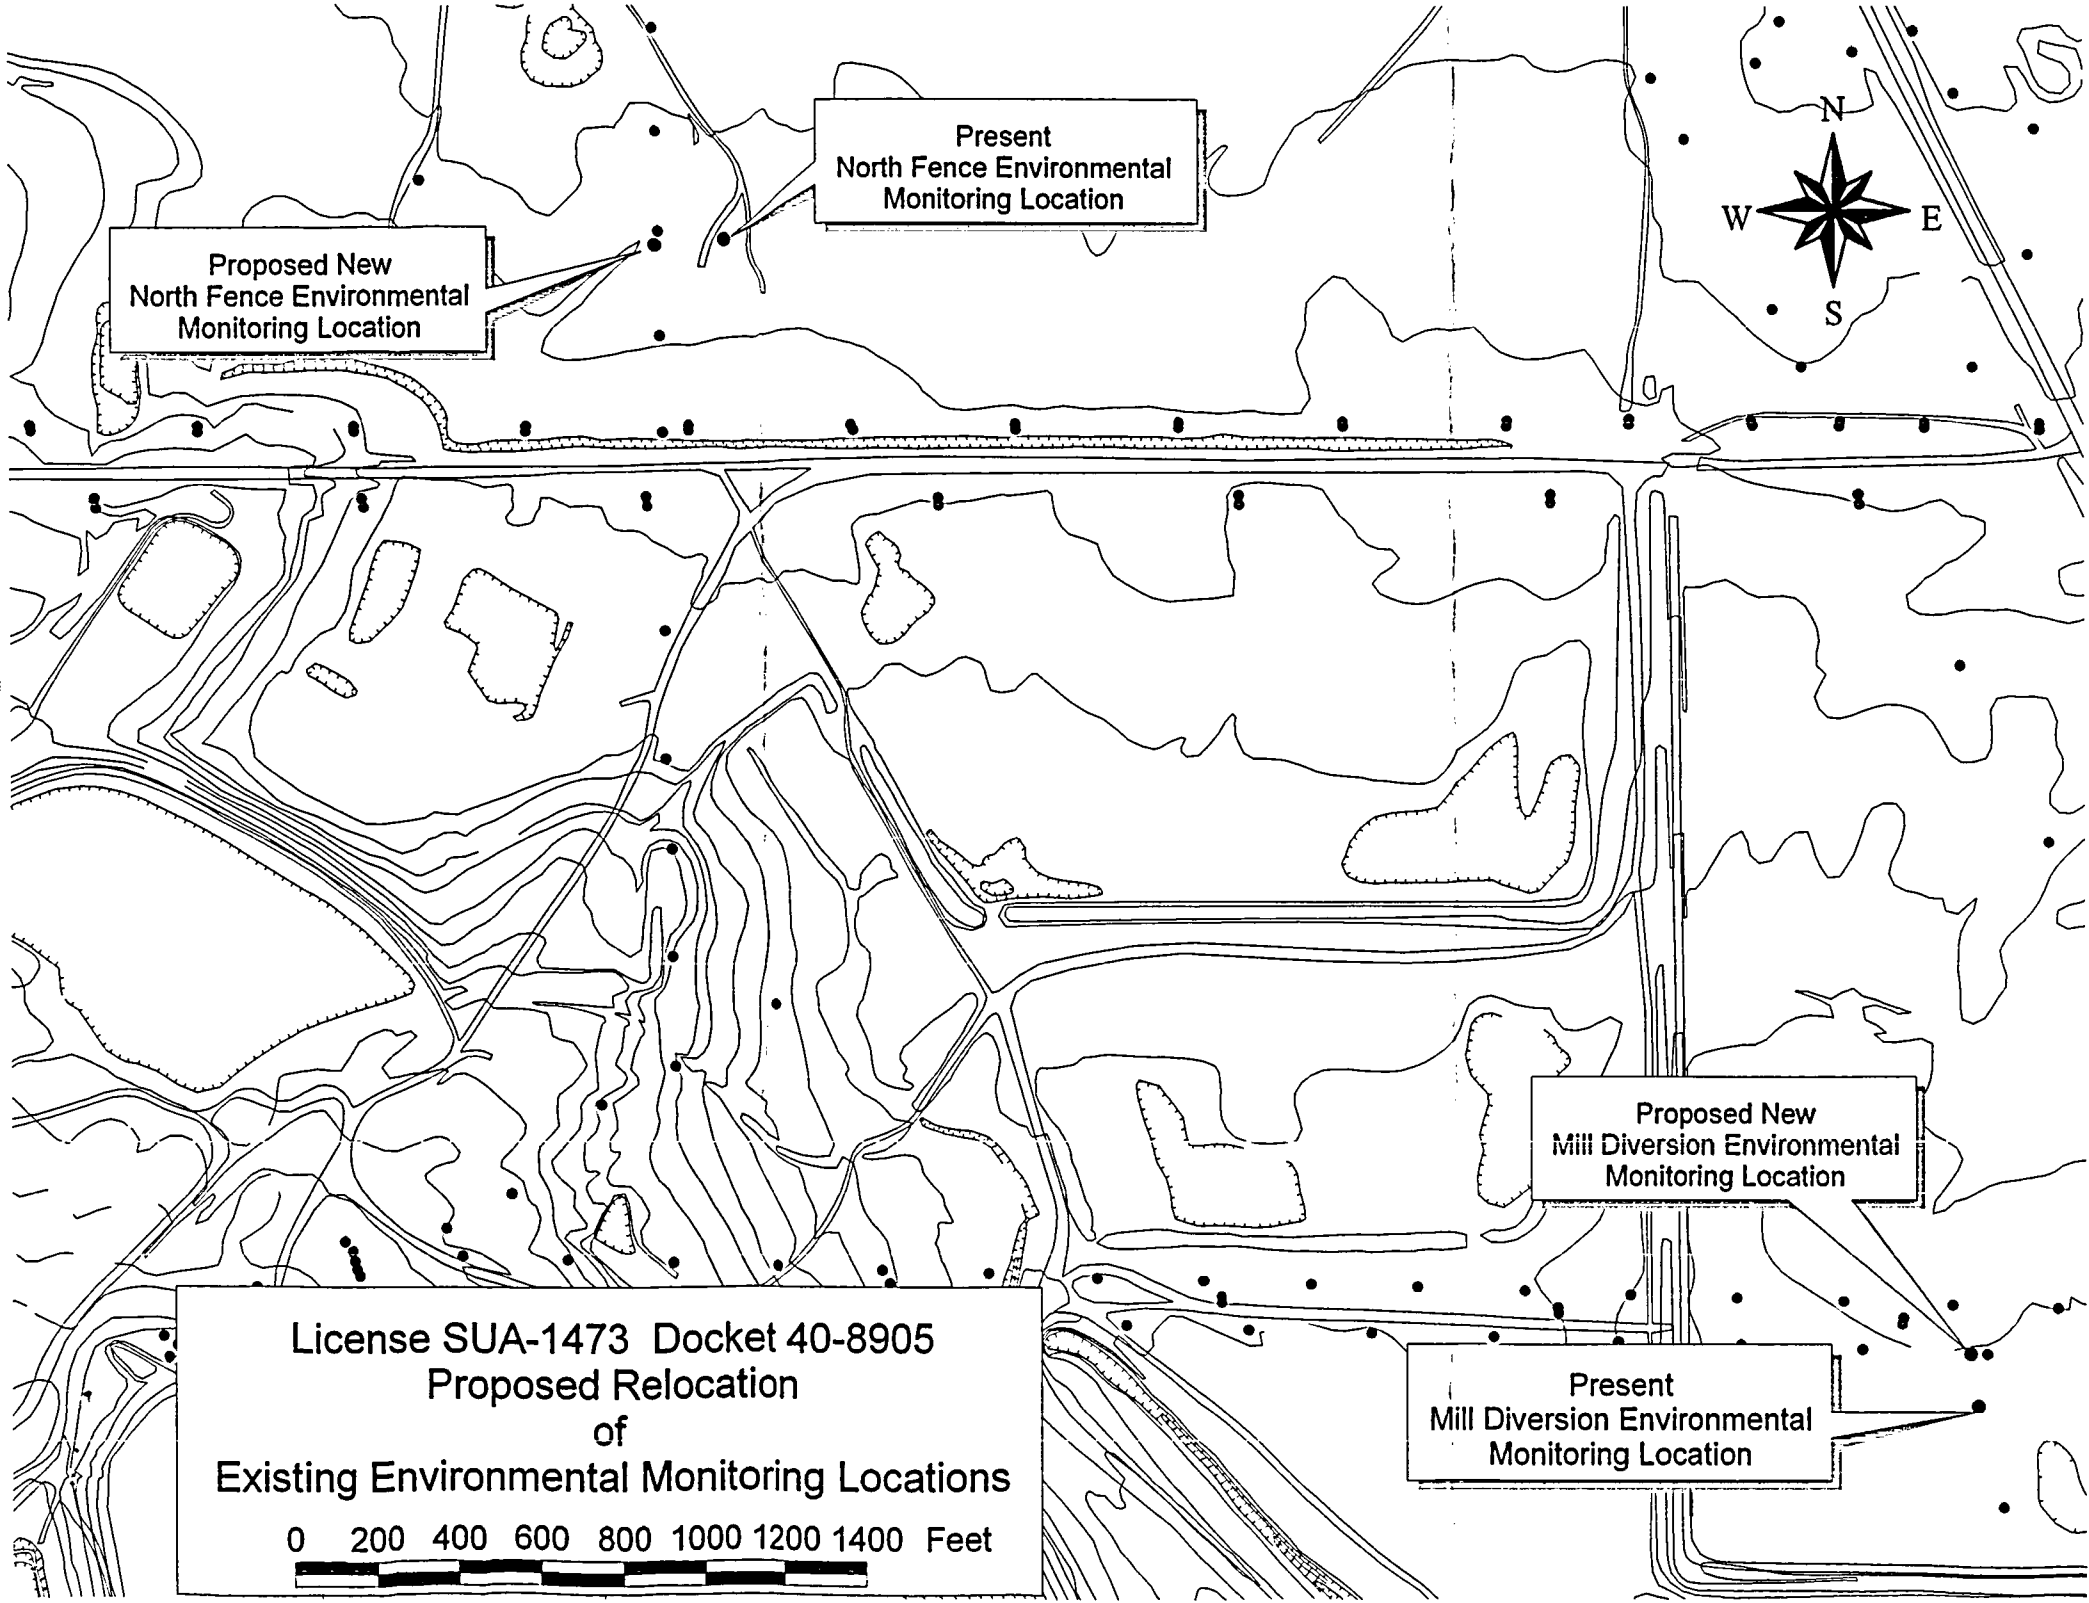 Present
North Fence Environmental
Monitoring Location
N
W E
S
Proposed New
North Fence Environmental
Monitoring Location
Proposed New
Mill Diversion Environmental
Monitoring Location
Present
Mill Diversion Environmental
Monitoring Location
License SUA-1473 Docket 40-8905
Proposed Relocation
of
Existing Environmental Monitoring Locations
0 200 400 600 800 1000 1200 1400 Feet